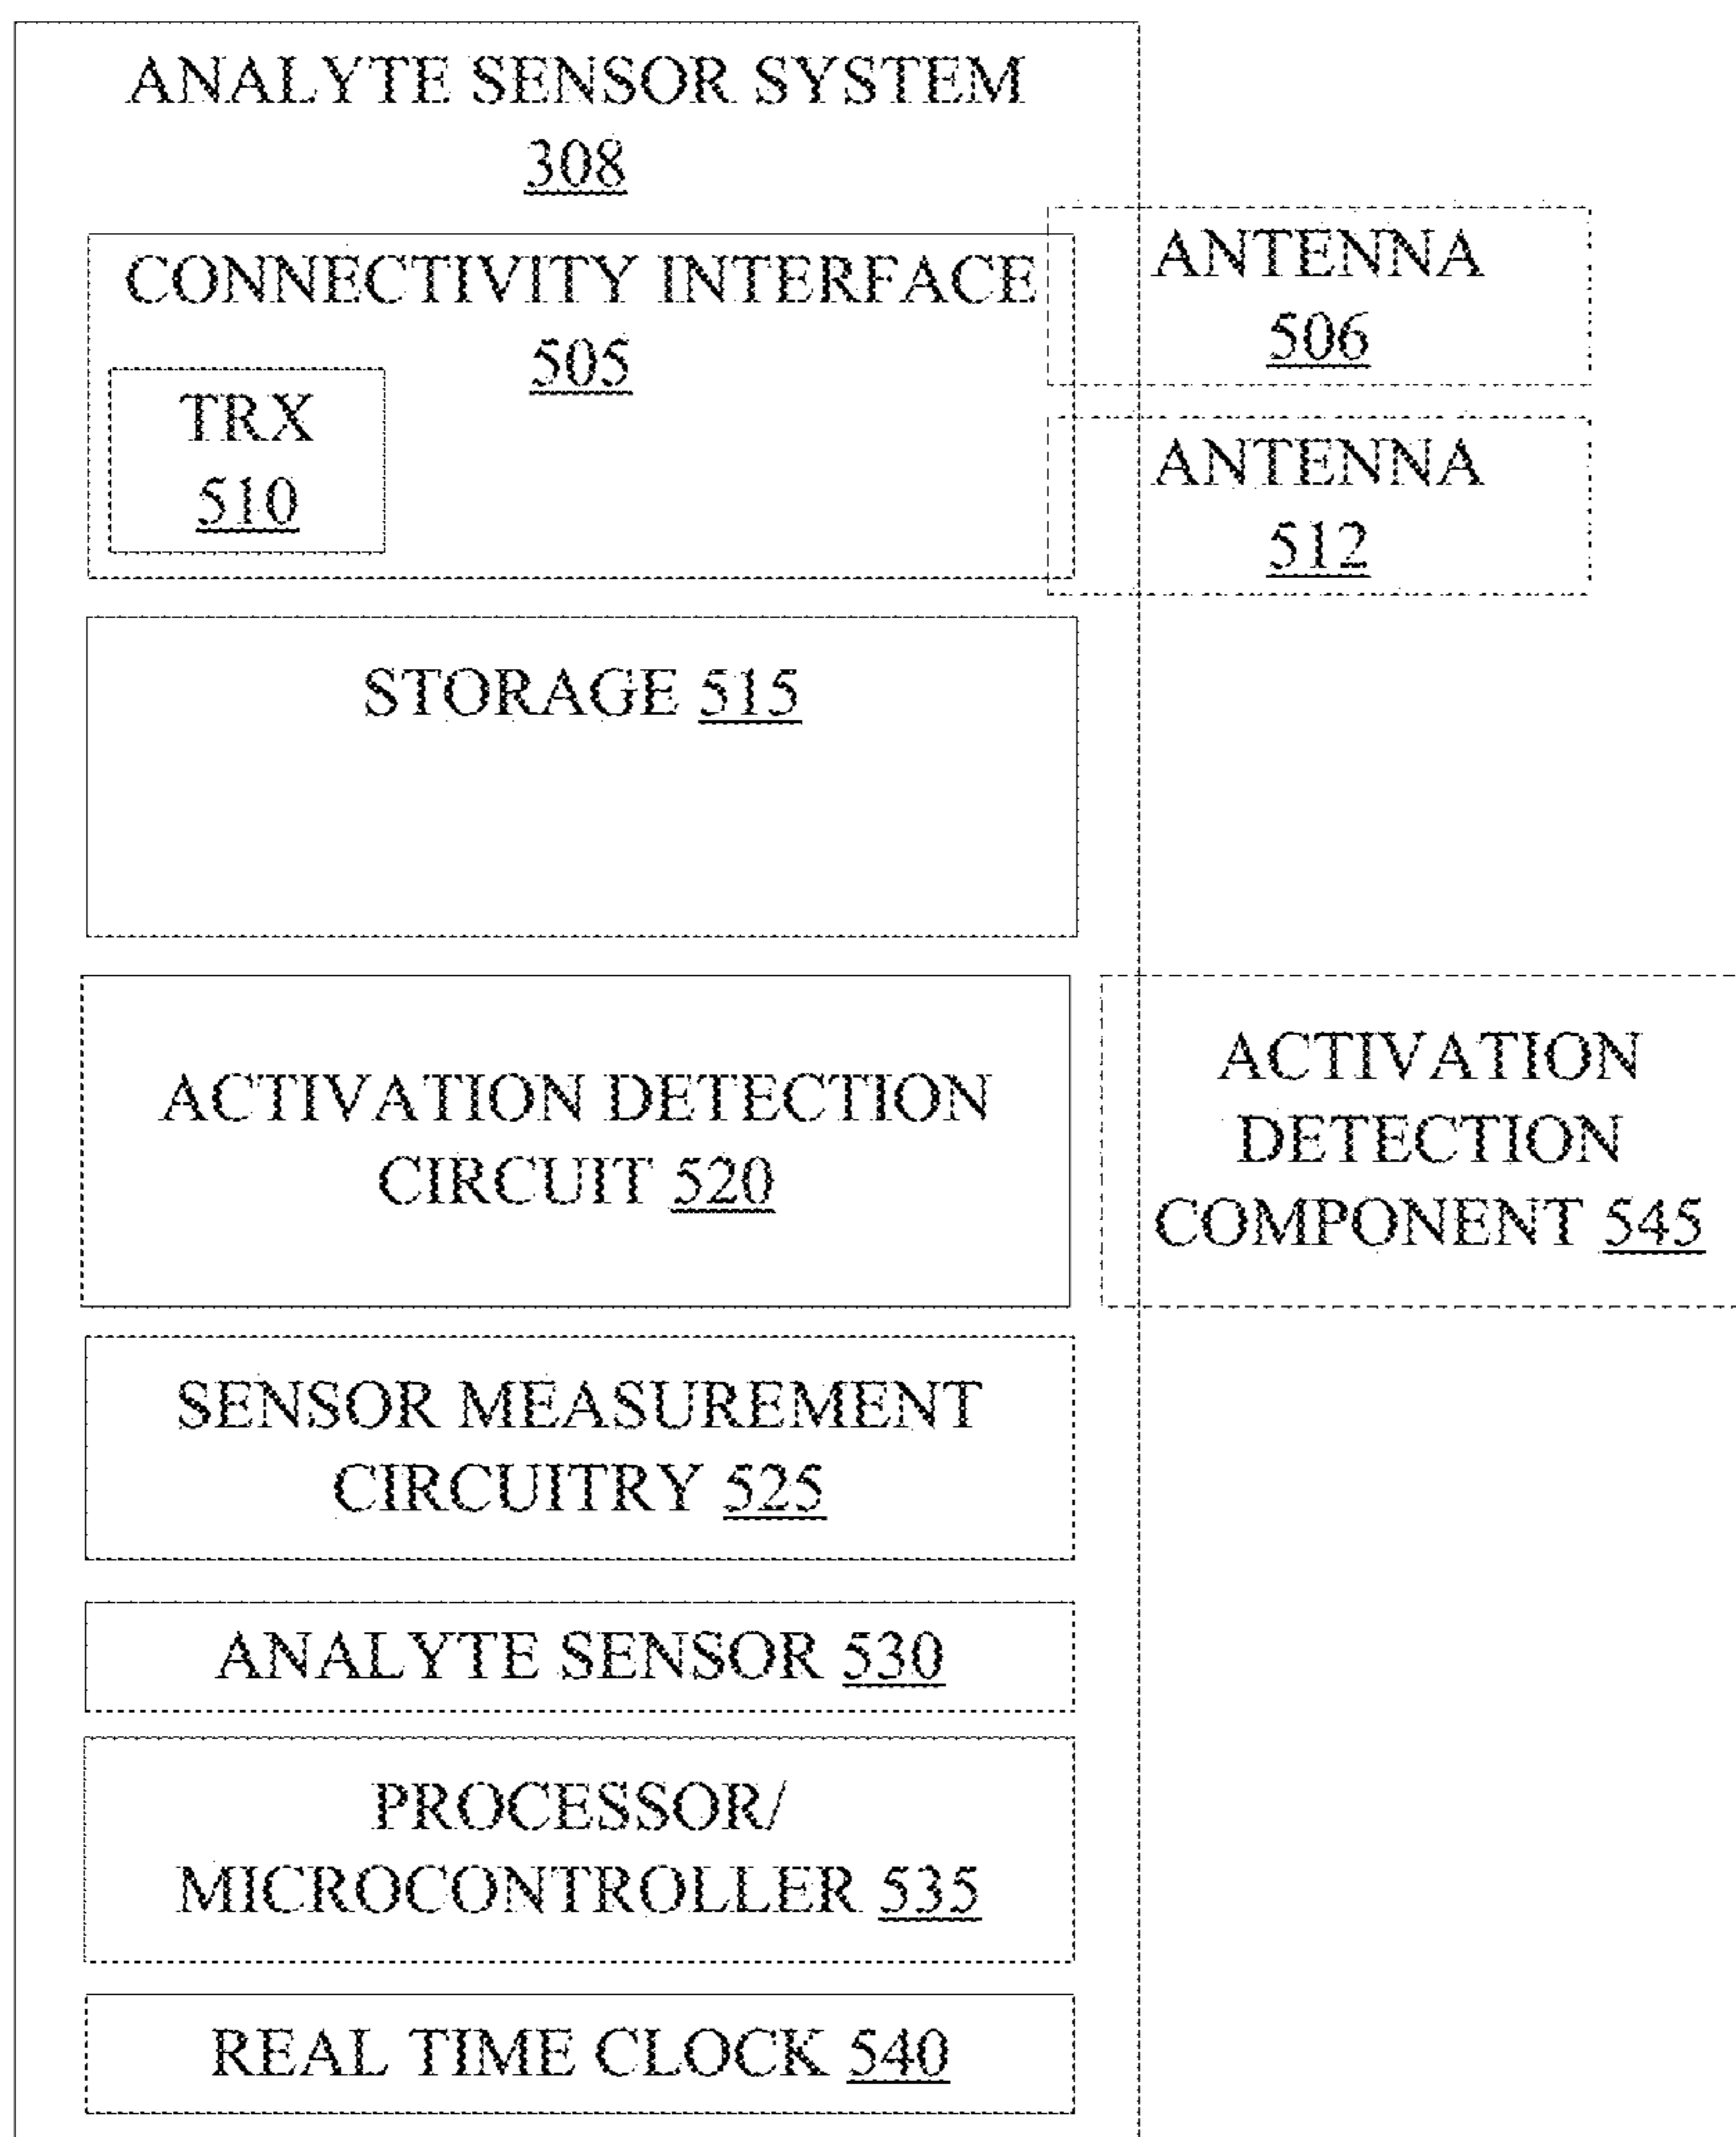 ANALYTE SENSOR SYSTEM
308
CONNECTIVITY INTERFACE
505
TRX
510
ANTENNA
506
ANTENNA
512
STORAGE 515
ACTIVATION DETECTION
CIRCUIT 520
ACTIVATION
DETECTION
COMPONENT 545
SENSOR MEASUREMENT
CIRCUITRY 525
ANALYTE SENSOR 530
PROCESSOR/
MICROCONTROLLER 535
REAL TIME CLOCK 540